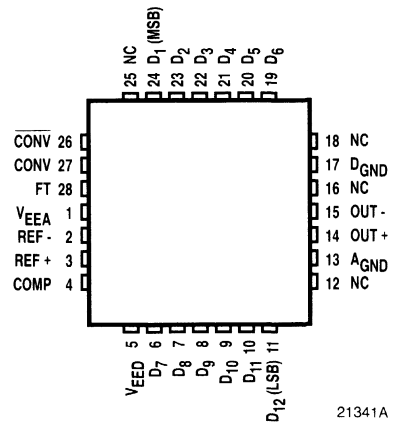 25 NC
24 D1 (MSB)
23 D2
22 D3
21 D4
20 D5
19 D6
C̅O̅N̅V̅ 26
CONV 27
FT 28
VEEA 1
REF - 2
REF + 3
COMP 4
18 NC
17 DGND
16 NC
15 OUT -
14 OUT +
13 AGND
12 NC
VEED 5
D7 6
D8 7
D9 8
D10 9
D11 10
D12 (LSB) 11
21341A